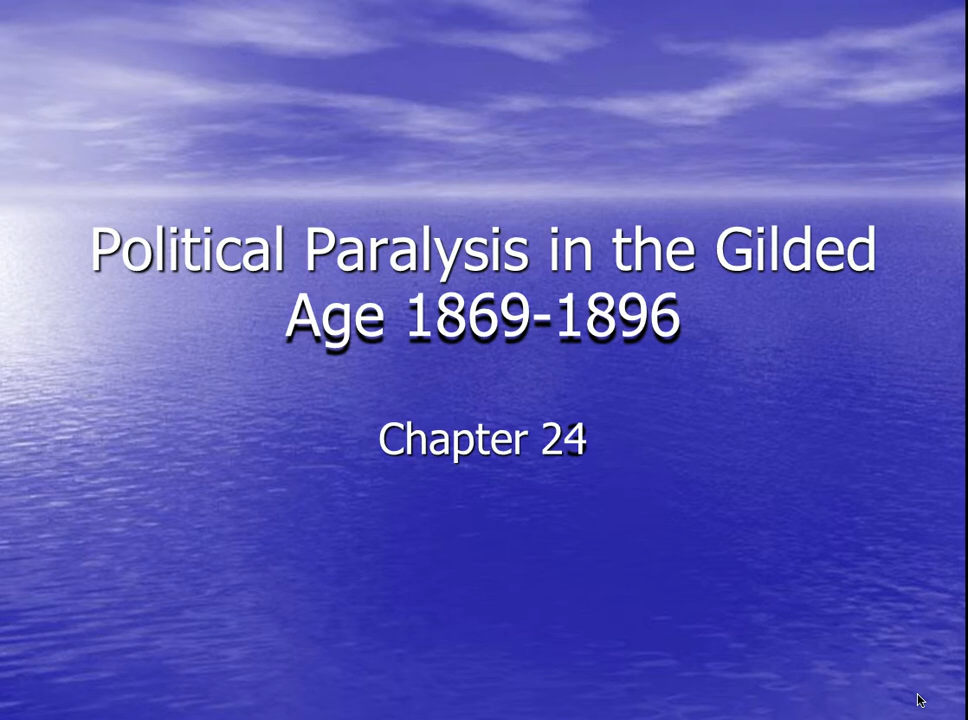 Political Paralysis in the Gilded
Age 1869-1896
Chapter 24